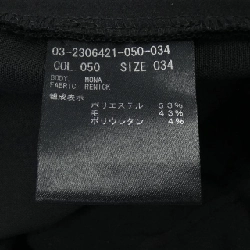 03-2306421-050-034
COL 050 SIZE 034
BODY MOWA
FABRIC RENICK
組成表示
ポリエステル 53%
毛 43%
ポリウレタン 4%